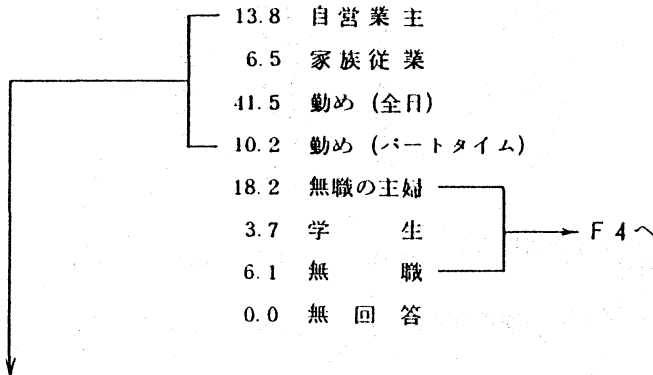 13.8 自営業主
6.5 家族従業
41.5 勤め (全日)
10.2 勤め (パートタイム)
18.2 無職の主婦
3.7 学生
F4へ
6.1 無職
0.0 無回答